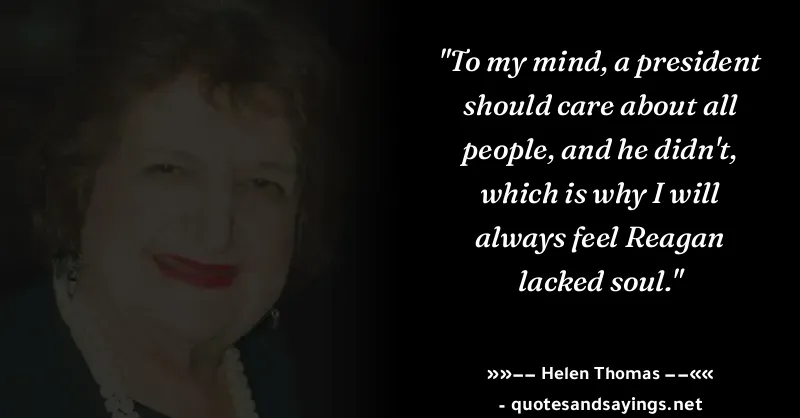 "To my mind, a president
should care about all
people, and he didn't,
which is why I will
always feel Reagan
lacked soul."
»»—— Helen Thomas ——««
- quotesandsayings.net